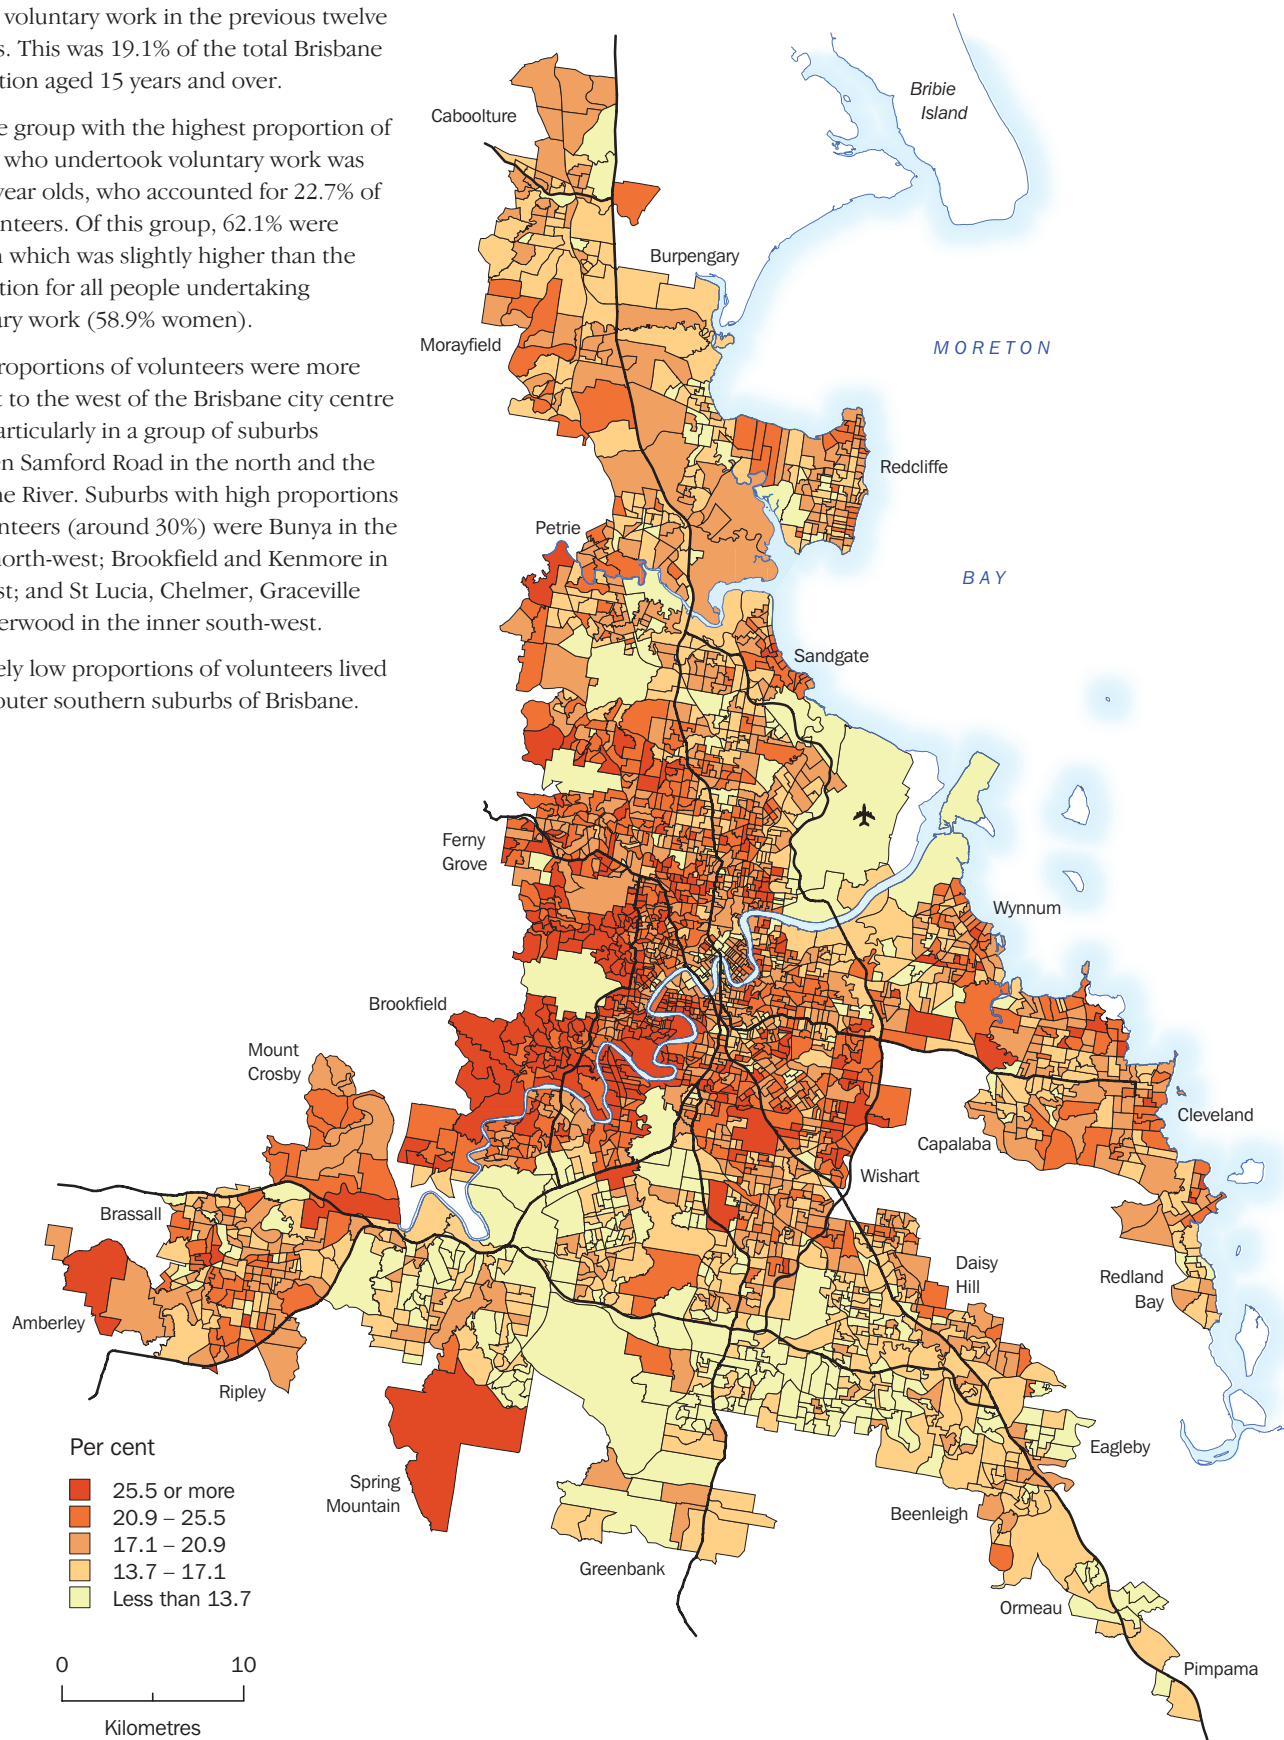 voluntary work in the previous twelve
s. This was 19.1% of the total Brisbane
tion aged 15 years and over.
e group with the highest proportion of
who undertook voluntary work was
year olds, who accounted for 22.7% of
nteers. Of this group, 62.1% were
n which was slightly higher than the
tion for all people undertaking
ary work (58.9% women).
roportions of volunteers were more
t to the west of the Brisbane city centre
articularly in a group of suburbs
en Samford Road in the north and the
ne River. Suburbs with high proportions
nteers (around 30%) were Bunya in the
north-west; Brookfield and Kenmore in
st; and St Lucia, Chelmer, Graceville
erwood in the inner south-west.
ely low proportions of volunteers lived
outer southern suburbs of Brisbane.
Caboolture
Bribie
Island
Burpengary
Morayfield
MORETON
Redcliffe
Petrie
BAY
Sandgate
Ferny
Grove
Wynnum
Brookfield
Mount
Crosby
Cleveland
Capalaba
Wishart
Brassall
Daisy
Hill
Redland
Bay
Amberley
Ripley
Eagleby
Spring
Mountain
Beenleigh
Greenbank
Ormeau
Pimpama
Per cent
25.5 or more
20.9 – 25.5
17.1 – 20.9
13.7 – 17.1
Less than 13.7
0 10
Kilometres